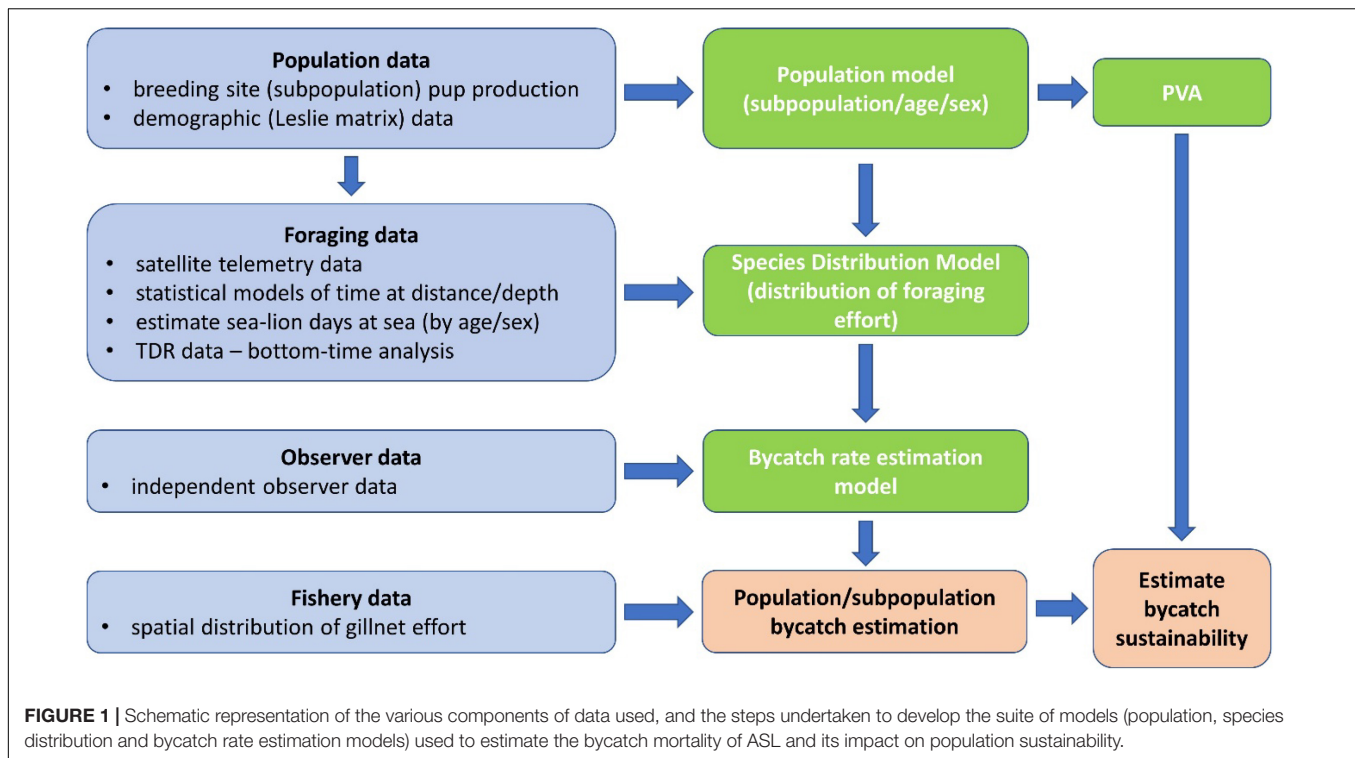 Population data
• breeding site (subpopulation) pup production
• demographic (Leslie matrix) data
Population model
(subpopulation/age/sex)
PVA
Foraging data
• satellite telemetry data
• statistical models of time at distance/depth
• estimate sea-lion days at sea (by age/sex)
• TDR data – bottom-time analysis
Species Distribution Model
(distribution of foraging
effort)
Observer data
• independent observer data
Bycatch rate estimation
model
Fishery data
• spatial distribution of gillnet effort
Population/subpopulation
bycatch estimation
Estimate
bycatch
sustainability
FIGURE 1 | Schematic representation of the various components of data used, and the steps undertaken to develop the suite of models (population, species
distribution and bycatch rate estimation models) used to estimate the bycatch mortality of ASL and its impact on population sustainability.